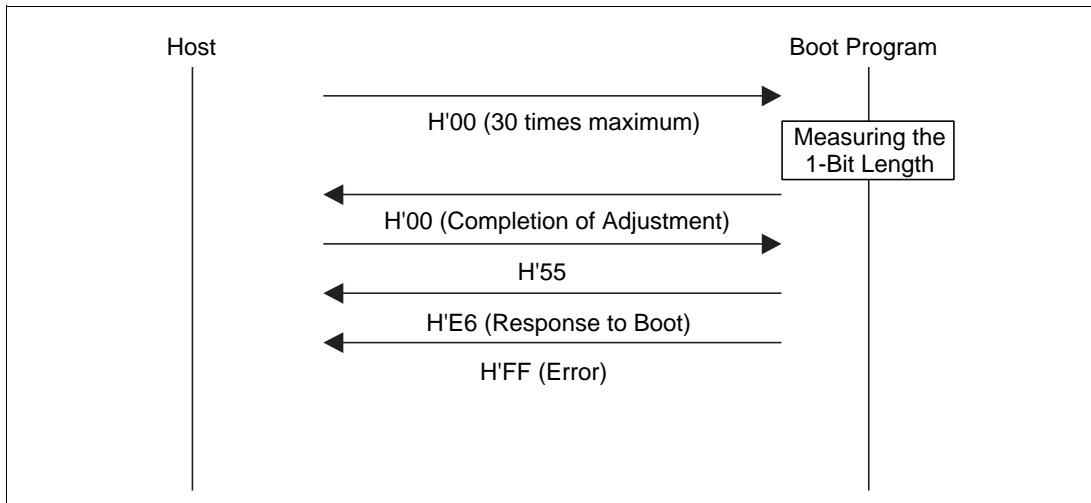 Host
Boot Program
H'00 (30 times maximum)
Measuring the
1-Bit Length
H'00 (Completion of Adjustment)
H'55
H'E6 (Response to Boot)
H'FF (Error)